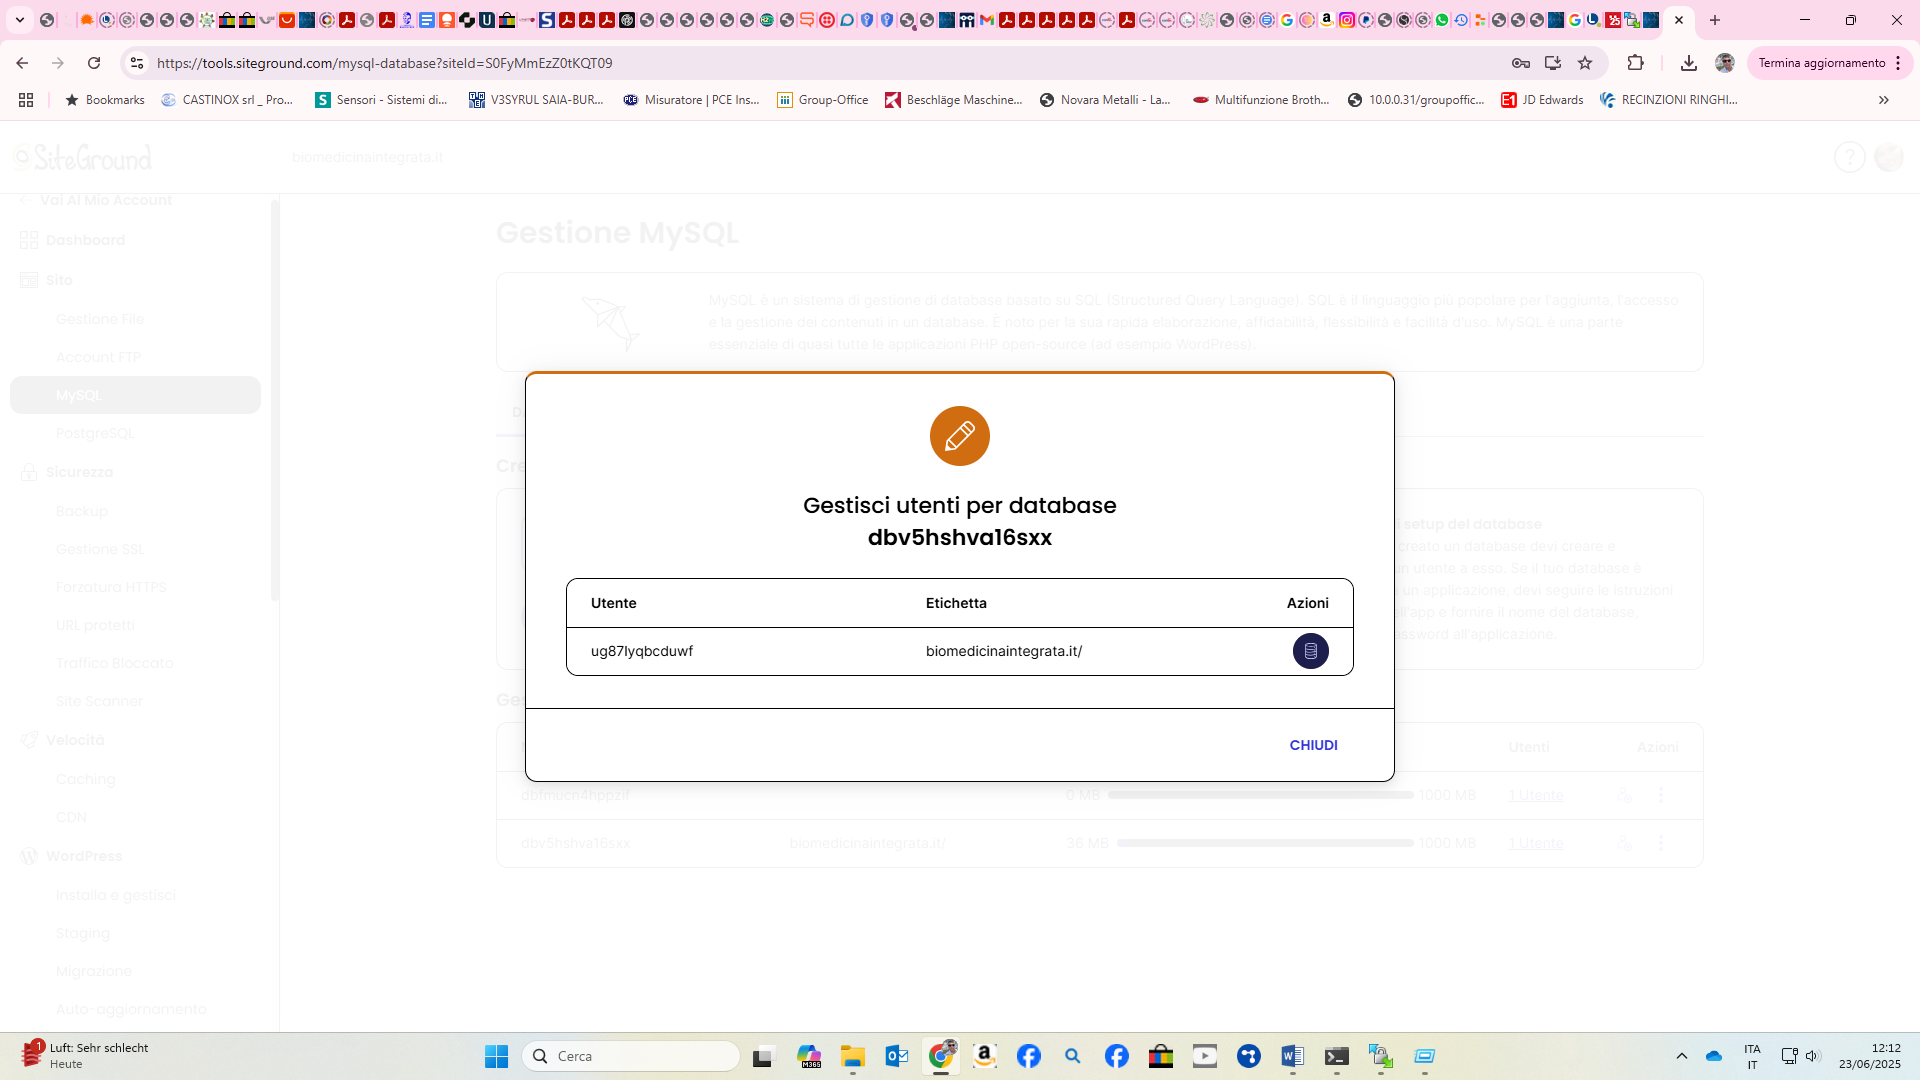 https://tools.siteground.com/mysql-database?siteId=S0FyMmEzZ0tKQT09
Termina aggiornamento
Bookmarks
CASTINOX srl _ Pro...
Sensori - Sistemi di...
V3SYRUL SAIA-BUR...
Misuratore | PCE Ins...
Group-Office
Beschläge Maschine...
Novara Metalli - La...
Multifunzione Broth...
10.0.0.31/groupoffic...
JD Edwards
RECINZIONI RINGHI...
SiteGround
biomedicinaintegrata.it
Vai Al Mio Account
Dashboard
Sito
Gestione File
Account FTP
MySQL
PostgreSQL
Sicurezza
Backup
Gestione SSL
Forzatura HTTPS
URL protetti
Traffico Bloccato
Site Scanner
Velocità
Caching
CDN
WordPress
Installa e gestisci
Staging
Migrazione
Auto-aggiornamento
Gestione MySQL
MySQL è un sistema di gestione di database basato su SQL (Structured Query Language). SQL è il linguaggio più popolare per l'aggiunta, l'accesso
e la gestione dei contenuti in un database. È noto per la sua rapida elaborazione, affidabilità, flessibilità e facilità d'uso. MySQL è una parte
essenziale di quasi tutte le applicazioni PHP open-source (ad esempio WordPress).
Gestisci utenti per database
dbv5hshva16sxx
Utente Etichetta Azioni
ug87lyqbcduwf biomedicinaintegrata.it/
CHIUDI
setup del database
creato un database devi creare e
un utente a esso. Se il tuo database è
un applicazione, devi seguire le istruzioni
all'app e fornire il nome del database,
password all'applicazione.
Utenti Azioni
dbfmucn4hppzif 0 MB 1000 MB 1 Utente
dbv5hshva16sxx biomedicinaintegrata.it/ 36 MB 1000 MB 1 Utente
1
Luft: Sehr schlecht
Heute
Cerca
ITA
IT
12:12
23/06/2025